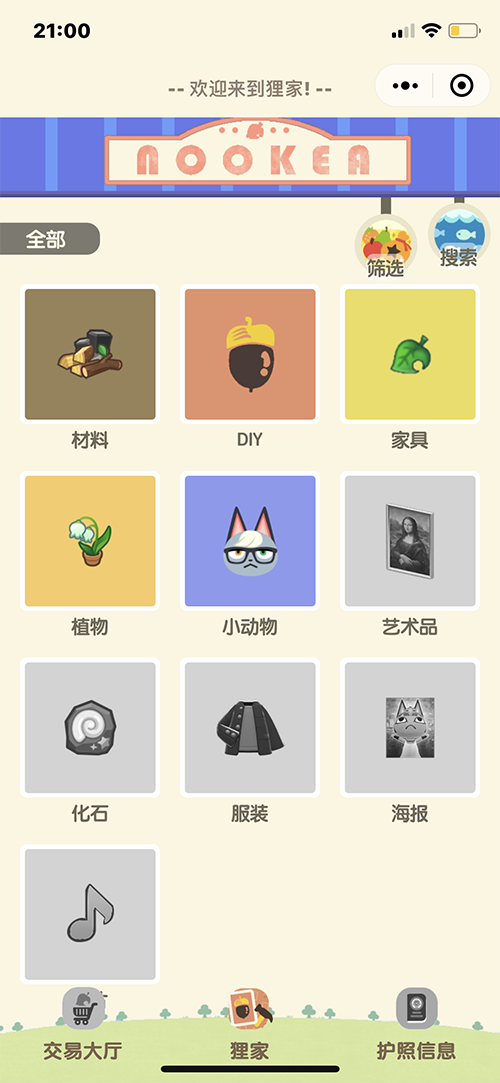 21:00
-- 欢迎来到狸家! --
NOOKEA
全部
筛选
搜索
材料
DIY
家具
植物
小动物
艺术品
化石
服装
海报
交易大厅
狸家
护照信息